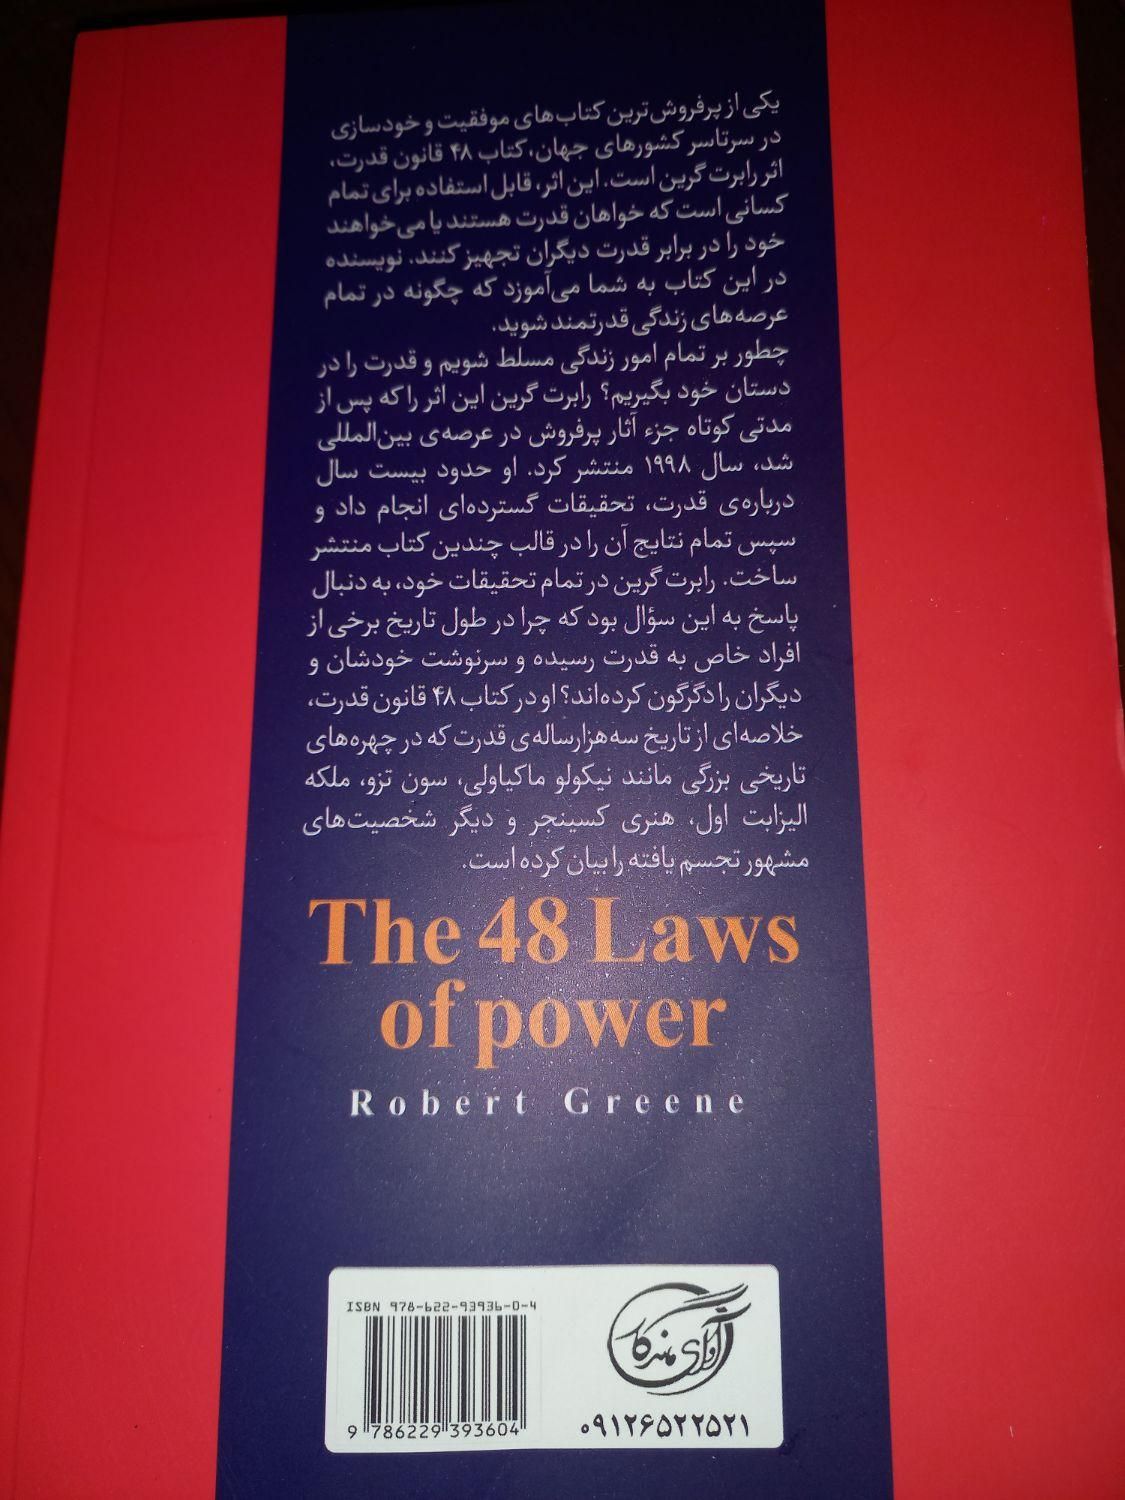 یکی از پرفروش‌ترین کتاب‌های موفقیت و خودسازی
در سرتاسر کشورهای جهان، کتاب ۴۸ قانون قدرت،
اثر رابرت گرین است. این اثر، قابل استفاده برای تمام
کسانی است که خواهان قدرت هستند یا می‌خواهند
خود را در برابر قدرت دیگران تجهیز کنند. نویسنده
در این کتاب به شما می‌آموزد که چگونه در تمام
عرصه‌های زندگی قدرتمند شوید.
چطور بر تمام امور زندگی مسلط شویم و قدرت را در
دستان خود بگیریم؟ رابرت گرین این اثر را که پس از
مدتی کوتاه جزء آثار پرفروش در عرصه‌ی بین‌المللی
شد، سال ۱۹۹۸ منتشر کرد. او حدود بیست سال
درباره‌ی قدرت، تحقیقات گسترده‌ای انجام داد و
سپس تمام نتایج آن را در قالب چندین کتاب منتشر
ساخت. رابرت گرین در تمام تحقیقات خود، به دنبال
پاسخ به این سؤال بود که چرا در طول تاریخ برخی از
افراد خاص به قدرت رسیده و سرنوشت خودشان و
دیگران را دگرگون کرده‌اند؟ او در کتاب ۴۸ قانون قدرت،
خلاصه‌ای از تاریخ سه‌هزارساله‌ی قدرت که در چهره‌های
تاریخی بزرگی مانند نیکولو ماکیاولی، سون تزو، ملکه
الیزابت اول، هنری کسینجر و دیگر شخصیت‌های
مشهور تجسم یافته را بیان کرده است.
The 48 Laws
of power
Robert Greene
ISBN 978-622-93936-0-4
9 786229 393604
آوای ماندگار
۰۹۱۲۶۵۲۲۵۲۱